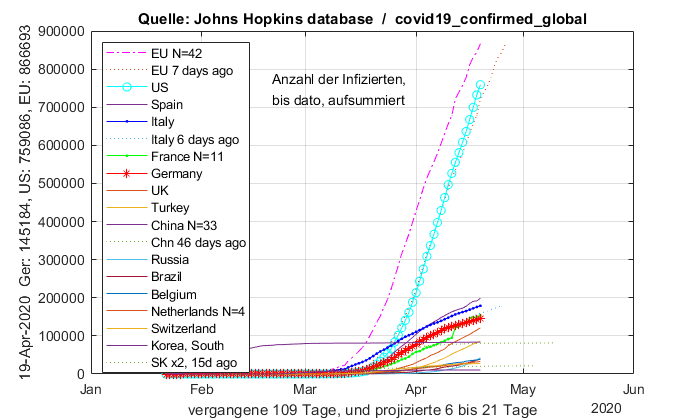 Quelle: Johns Hopkins database / covid19_confirmed_global
19-Apr-2020 Ger: 145184, US: 759086, EU: 866693
900000
800000
700000
600000
500000
400000
300000
200000
100000
0
EU N=42
EU 7 days ago
US
Spain
Italy
Italy 6 days ago
France N=11
Germany
UK
Turkey
China N=33
Chn 46 days ago
Russia
Brazil
Belgium
Netherlands N=4
Switzerland
Korea, South
SK x2, 15d ago
Anzahl der Infizierten,
bis dato, aufsummiert
Jan Feb Mar Apr May Jun
vergangene 109 Tage, und projizierte 6 bis 21 Tage
2020